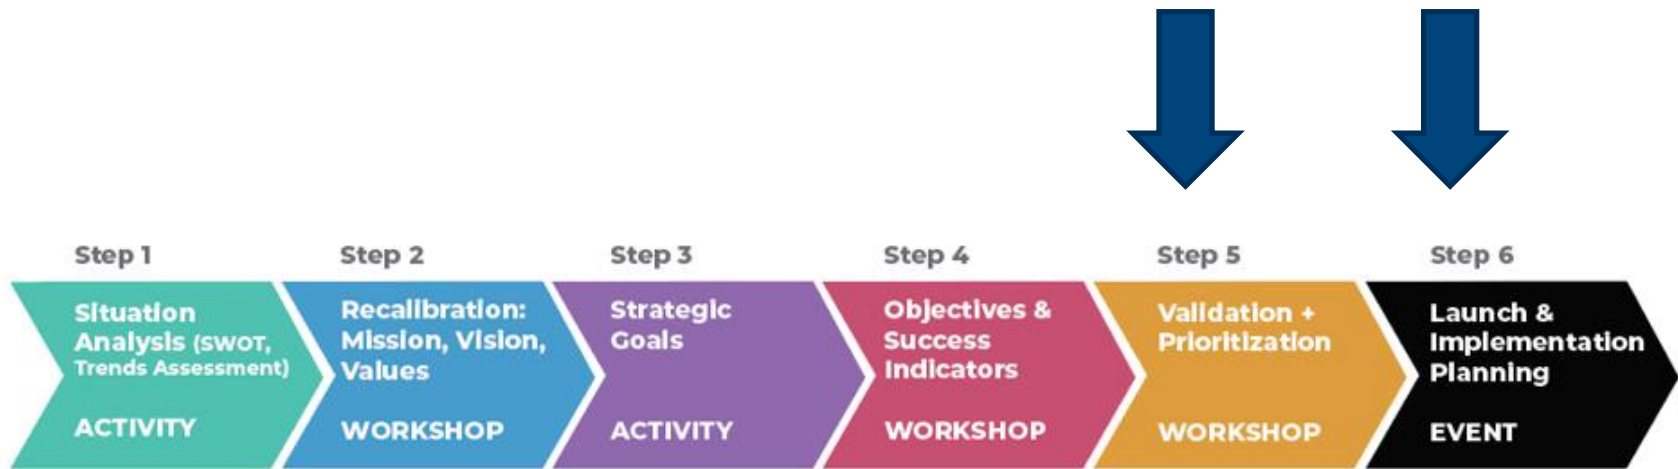 Step 1
Situation
Analysis (SWOT,
Trends Assessment)
ACTIVITY
Step 2
Recalibration:
Mission, Vision,
Values
WORKSHOP
Step 3
Strategic
Goals
ACTIVITY
Step 4
Objectives &
Success
Indicators
WORKSHOP
Step 5
Validation +
Prioritization
WORKSHOP
Step 6
Launch &
Implementation
Planning
EVENT